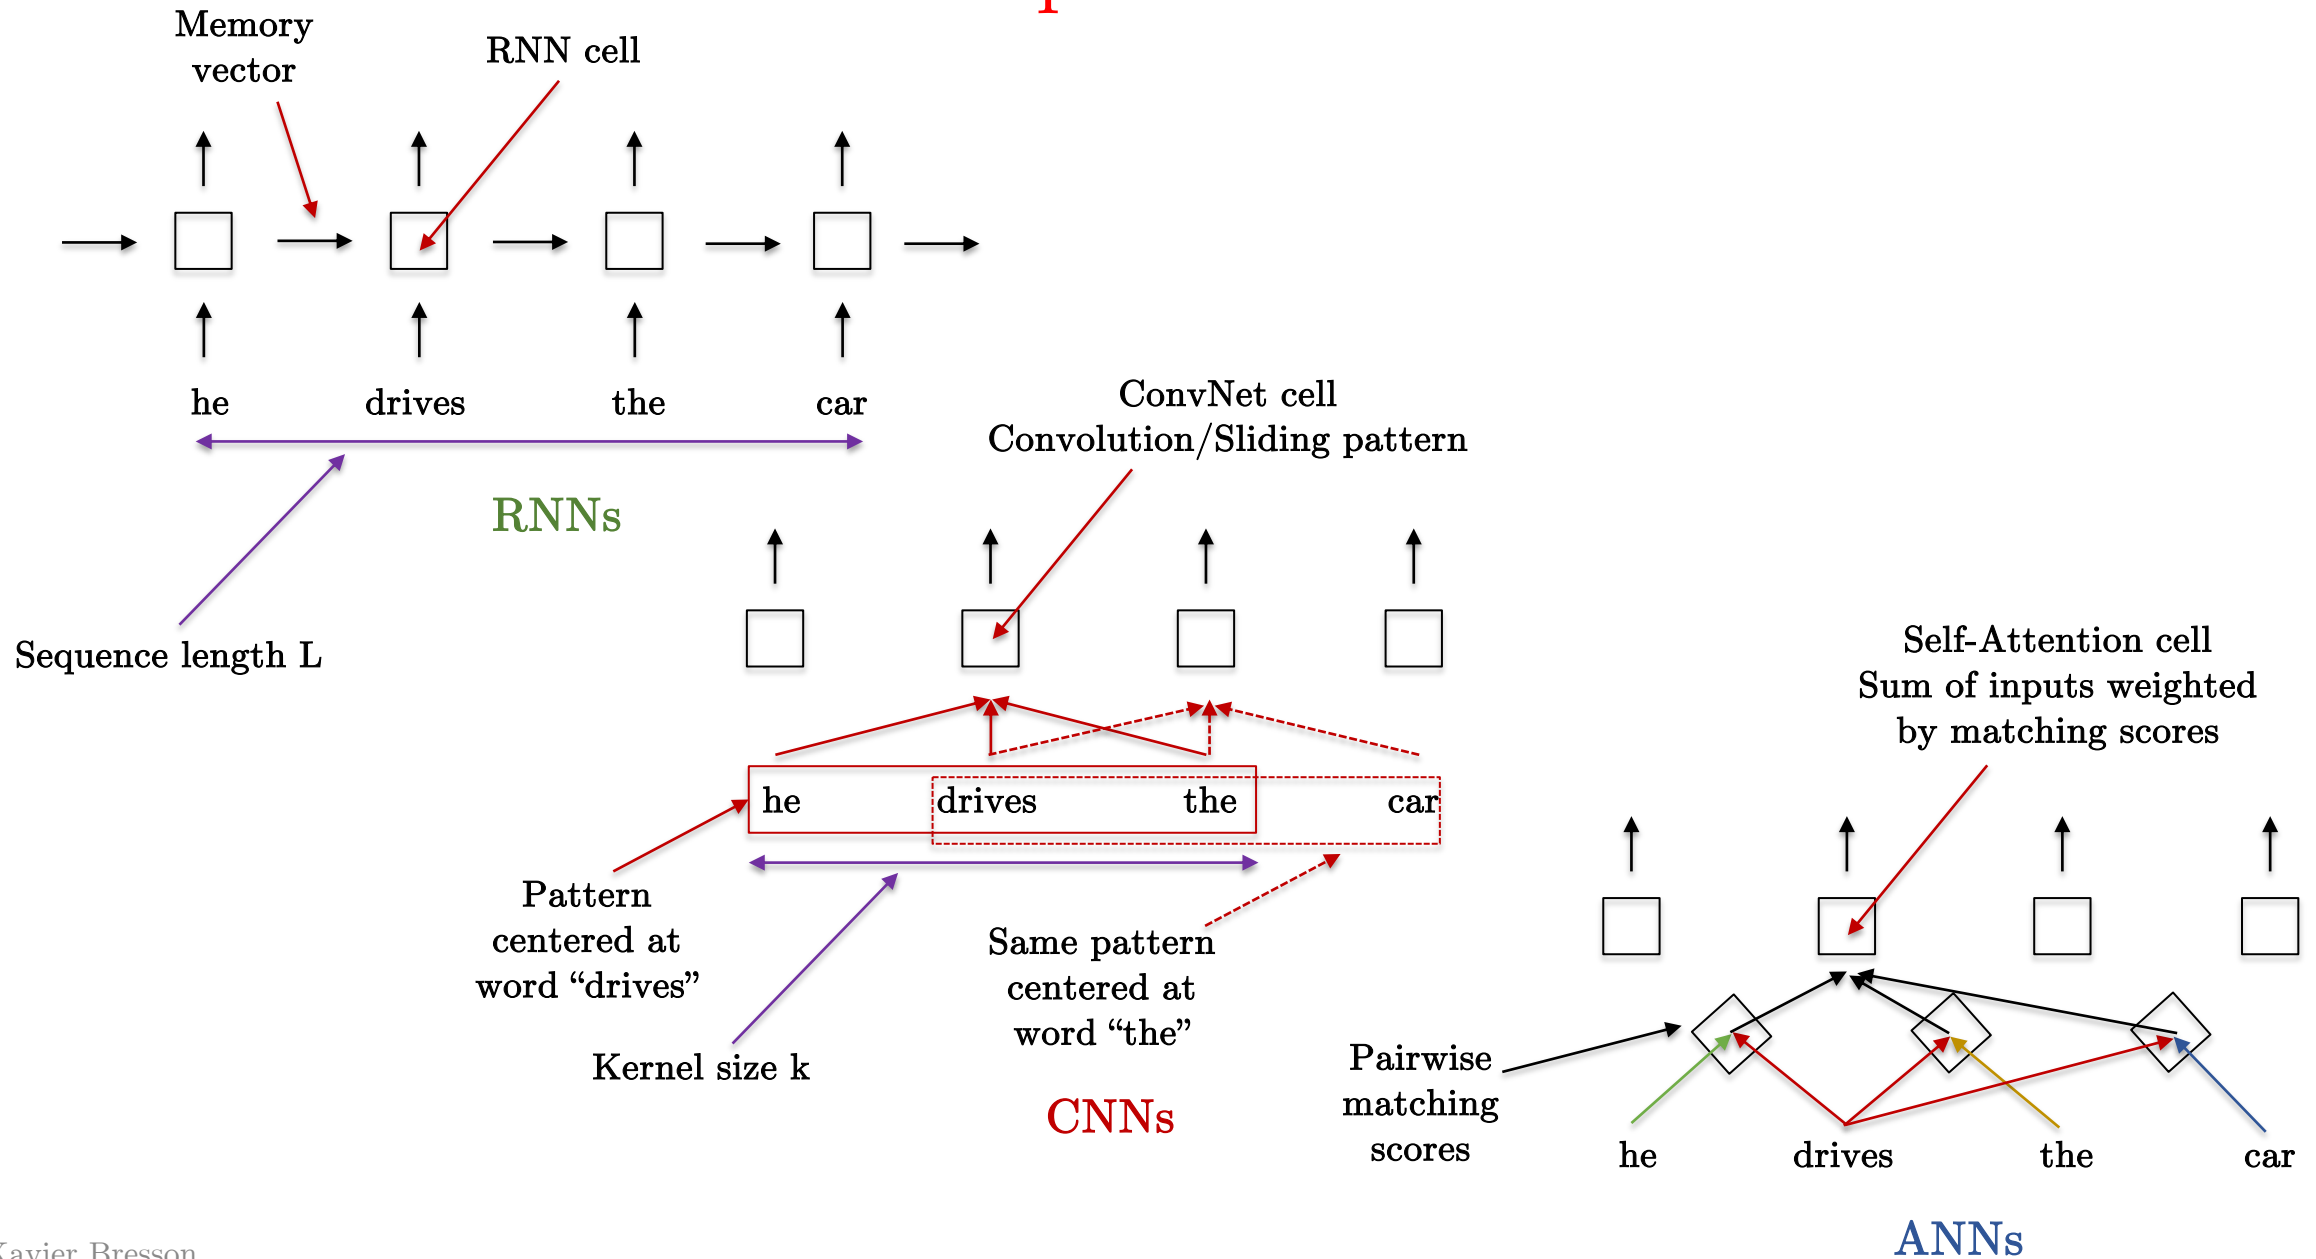 Memory
vector
RNN cell
he drives the car
RNNs
Sequence length L
ConvNet cell
Convolution/Sliding pattern
he drives the car
Pattern
centered at
word “drives”
Kernel size k
Same pattern
centered at
word “the”
CNNs
Self-Attention cell
Sum of inputs weighted
by matching scores
Pairwise
matching
scores
he drives the car
ANNs
Xavier Bresson